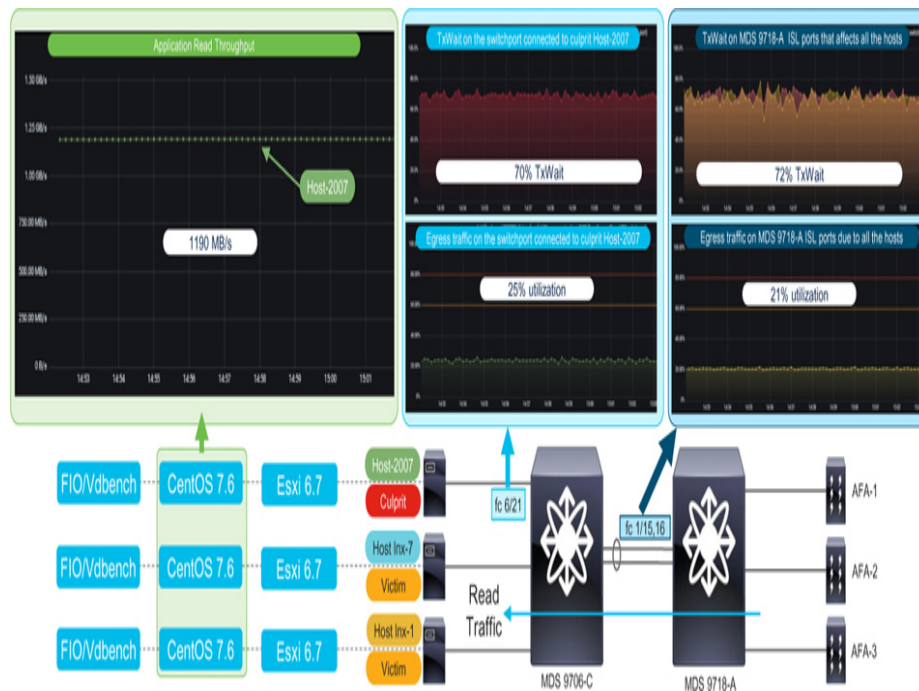 Application Read Throughput
1.50 GB/s
1.25 GB/s
1.00 GB/s
750.00 MB/s
500.00 MB/s
250.00 MB/s
0 B/s
Host-2007
1190 MB/s
14:53 14:54 14:55 14:56 14:57 14:58 14:59 15:00 15:01
TxWait on the switchport connected to culprit Host-2007
70% TxWait
Egress traffic on the switchport connected to culprit Host-2007
25% utilization
TxWait on MDS 9718-A ISL ports that affects all the hosts
72% TxWait
Egress traffic on MDS 9718-A ISL ports due to all the hosts
21% utilization
FIO/Vdbench
CentOS 7.6
Esxi 6.7
Host-2007
Culprit
fc 6/21
fc 1/15,16
AFA-1
FIO/Vdbench
CentOS 7.6
Esxi 6.7
Host lnx-7
Victim
AFA-2
Read
Traffic
FIO/Vdbench
CentOS 7.6
Esxi 6.7
Host lnx-1
Victim
AFA-3
MDS 9706-C
MDS 9718-A